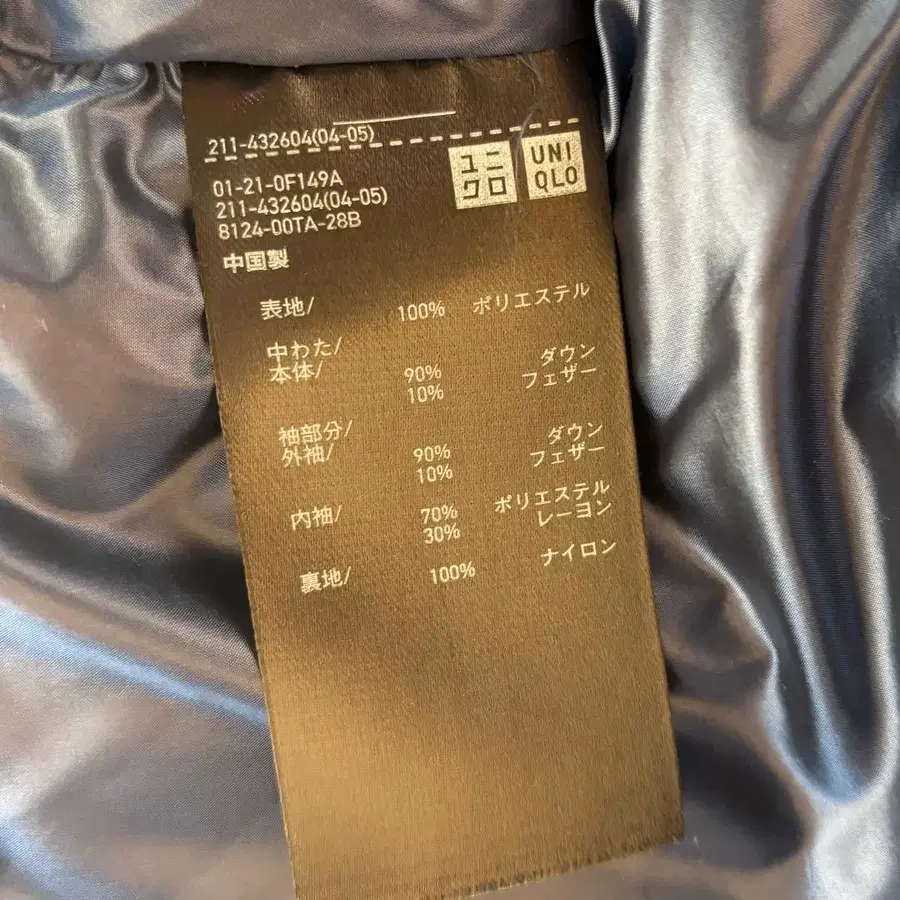 211-432604(04-05)
ユニ
クロ
UNI
QLO
01-21-0F149A
211-432604(04-05)
8124-00TA-28B
中国製
表地/ 100% ポリエステル
中わた/
本体/ 90% ダウン
10% フェザー
袖部分/
外袖/ 90% ダウン
10% フェザー
内袖/ 70% ポリエステル
30% レーヨン
裏地/ 100% ナイロン